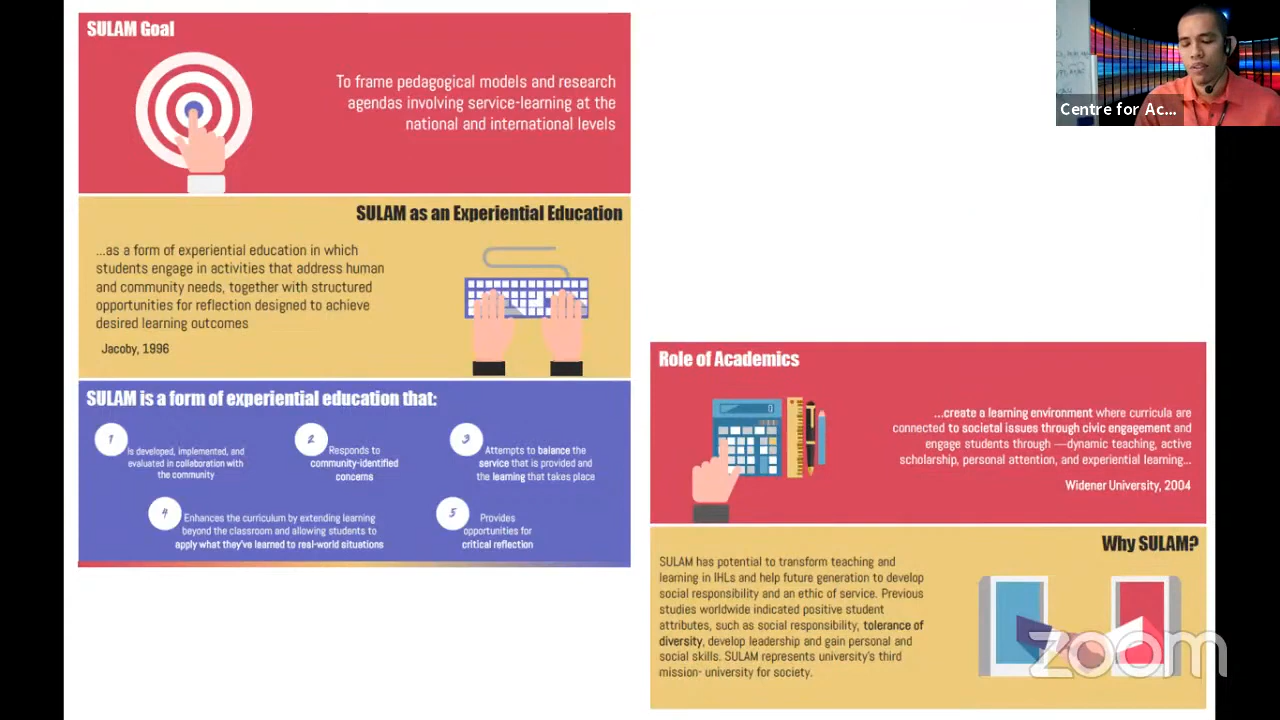 SULAM Goal
To frame pedagogical models and research
agendas involving service-learning at the
national and international levels
SULAM as an Experiential Education
...as a form of experiential education in which
students engage in activities that address human
and community needs, together with structured
opportunities for reflection designed to achieve
desired learning outcomes
Jacoby, 1996
SULAM is a form of experiential education that:
1
is developed, implemented, and
evaluated in collaboration with
the community
2
Responds to
community-identified
concerns
3
Attempts to balance the
service that is provided and
the learning that takes place
4
Enhances the curriculum by extending learning
beyond the classroom and allowing students to
apply what they've learned to real-world situations
5
Provides
opportunities for
critical reflection
Role of Academics
0
...create a learning environment where curricula are
connected to societal issues through civic engagement and
engage students through —dynamic teaching, active
scholarship, personal attention, and experiential learning...
Widener University, 2004
Why SULAM?
SULAM has potential to transform teaching and
learning in IHLs and help future generation to develop
social responsibility and an ethic of service. Previous
studies worldwide indicated positive student
attributes, such as social responsibility, tolerance of
diversity, develop leadership and gain personal and
social skills. SULAM represents university's third
mission- university for society.
Centre for Ac...
zoom